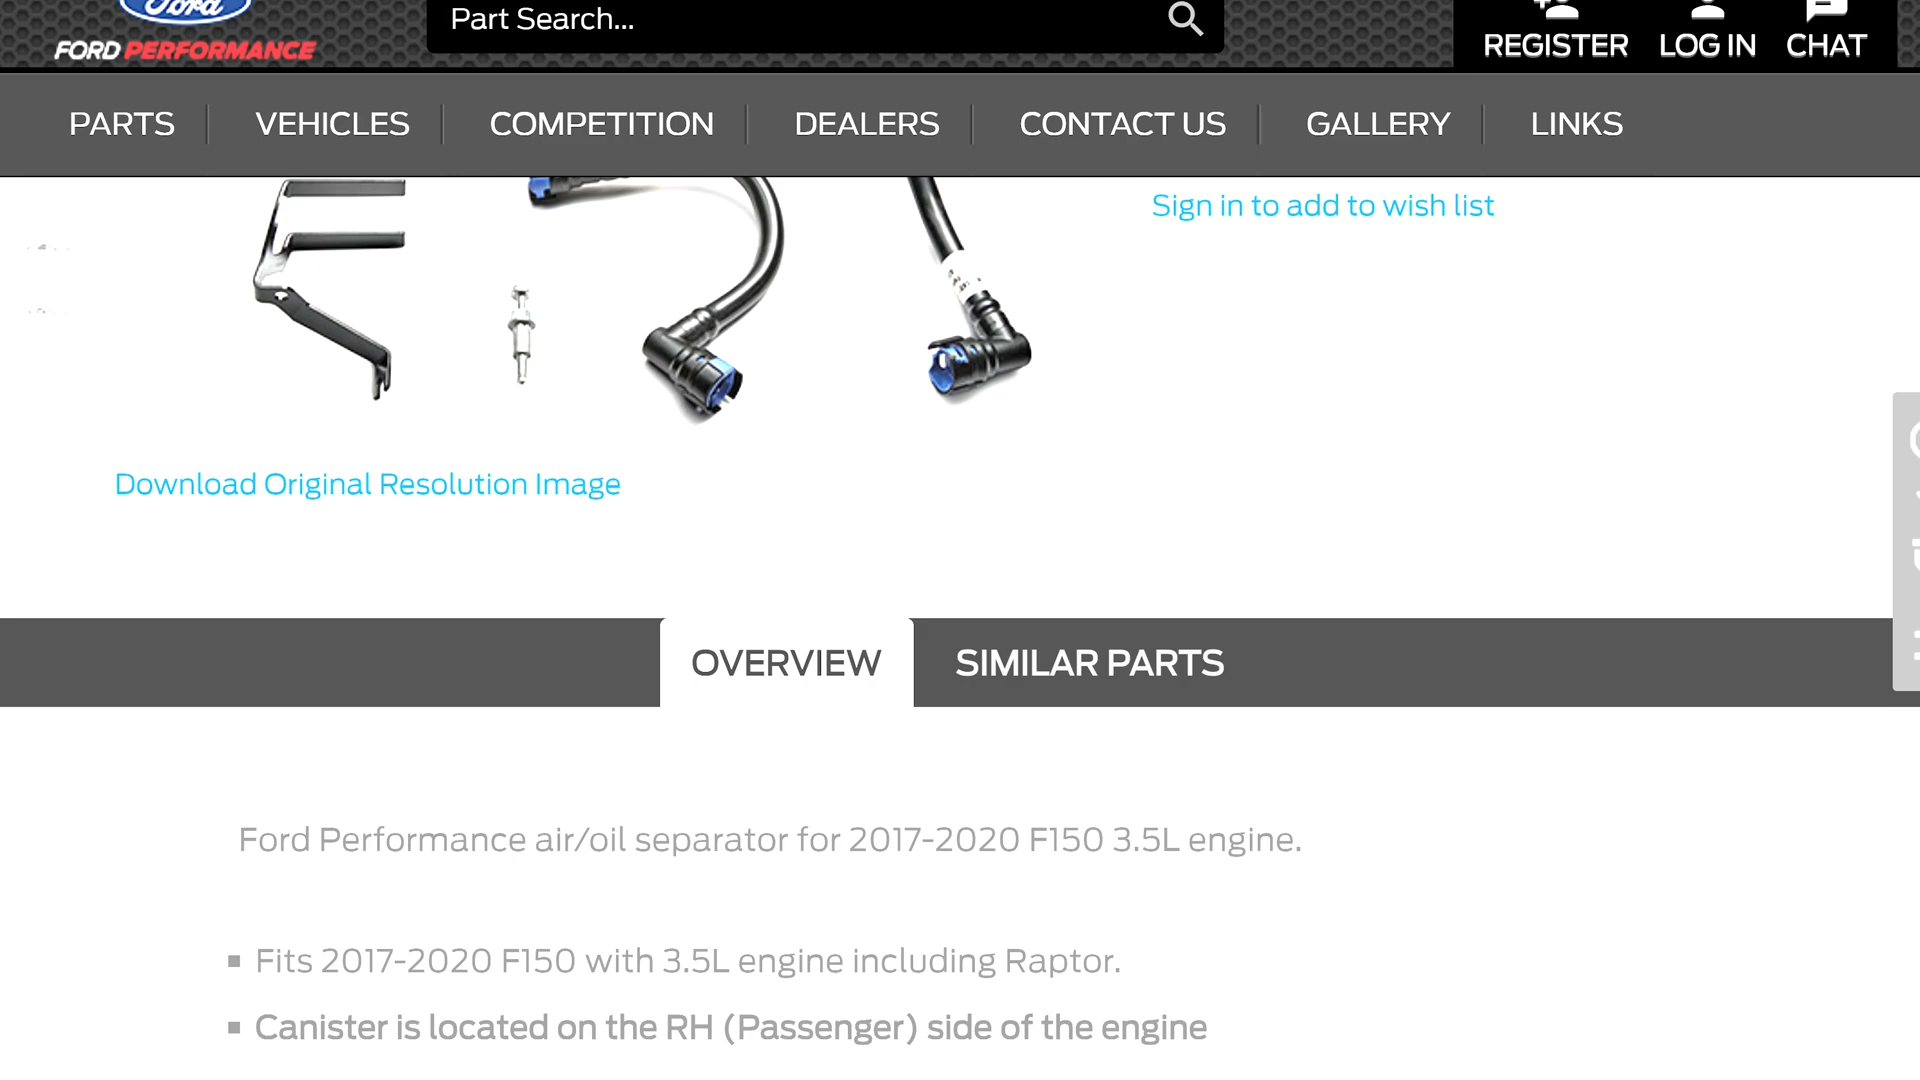 Ford
FORD PERFORMANCE
Part Search...
REGISTER
LOG IN
CHAT
PARTS
VEHICLES
COMPETITION
DEALERS
CONTACT US
GALLERY
LINKS
Sign in to add to wish list
Download Original Resolution Image
OVERVIEW
SIMILAR PARTS
Ford Performance air/oil separator for 2017-2020 F150 3.5L engine.
Fits 2017-2020 F150 with 3.5L engine including Raptor.
Canister is located on the RH (Passenger) side of the engine